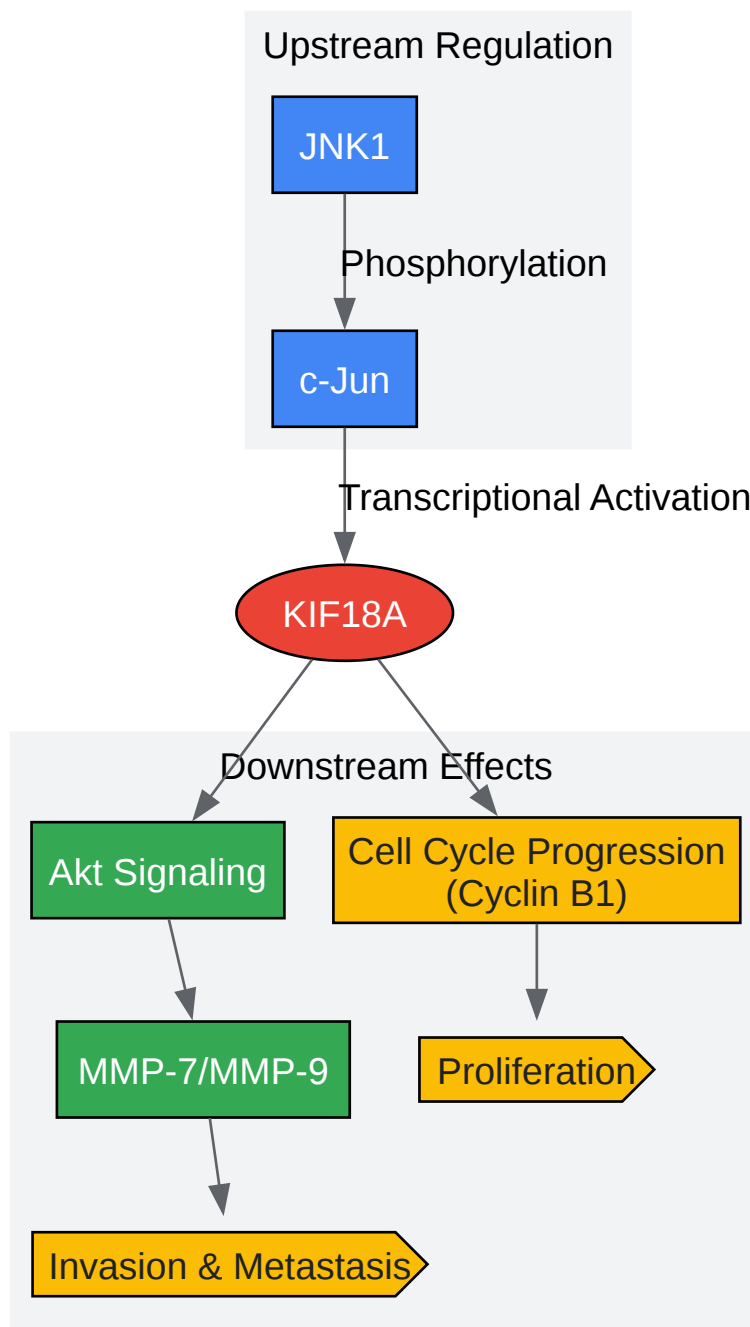 Upstream Regulation
JNK1
Phosphorylation
c-Jun
Transcriptional Activation
KIF18A
Downstream Effects
Akt Signaling
Cell Cycle Progression
(Cyclin B1)
MMP-7/MMP-9
Proliferation
Invasion & Metastasis